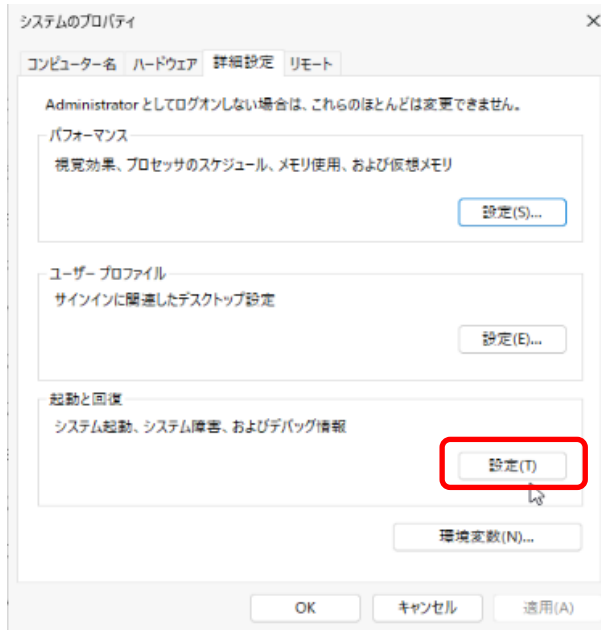 システムのプロパティ
コンピューター名 ハードウェア 詳細設定 リモート
Administrator としてログオンしない場合は、これらのほとんどは変更できません。
パフォーマンス
視覚効果、プロセッサのスケジュール、メモリ使用、および仮想メモリ
設定(S)...
ユーザー プロファイル
サインインに関連したデスクトップ設定
設定(E)...
起動と回復
システム起動、システム障害、およびデバッグ情報
設定(T)
環境変数(N)...
OK キャンセル 適用(A)